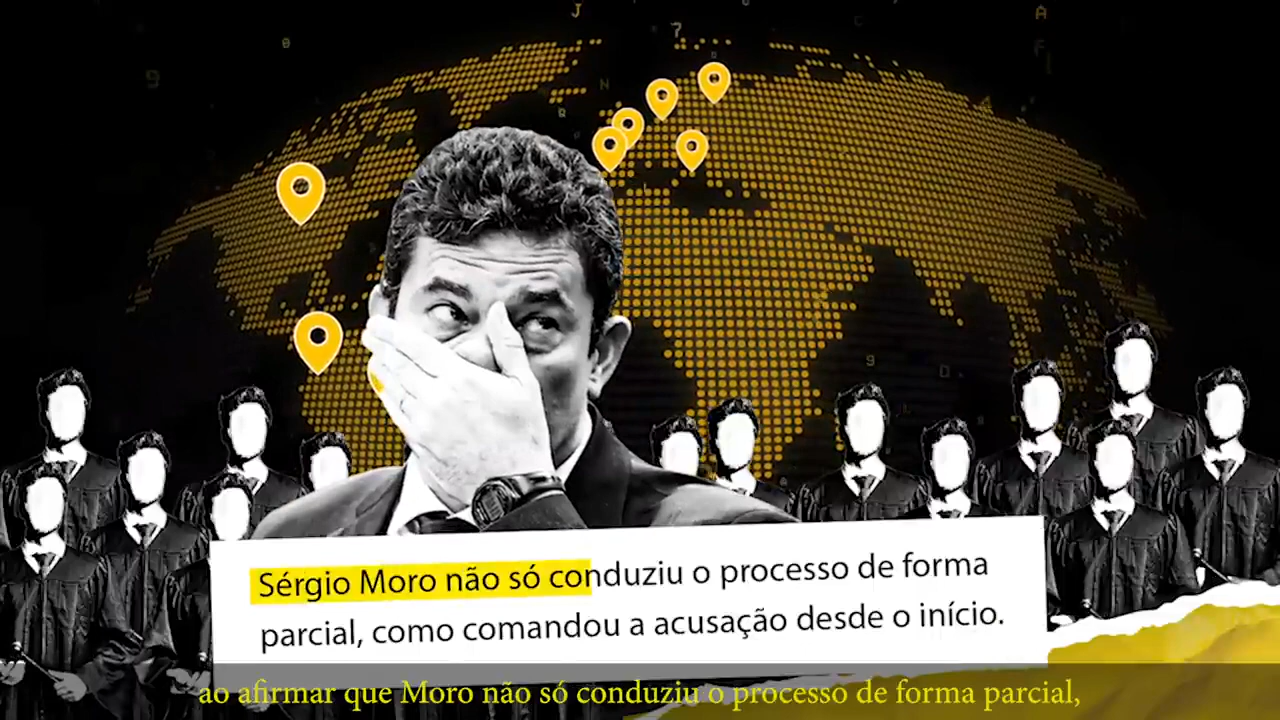 Sérgio Moro não só conduziu o processo de forma
parcial, como comandou a acusação desde o início.
ao afirmar que Moro não só conduziu o processo de forma parcial,